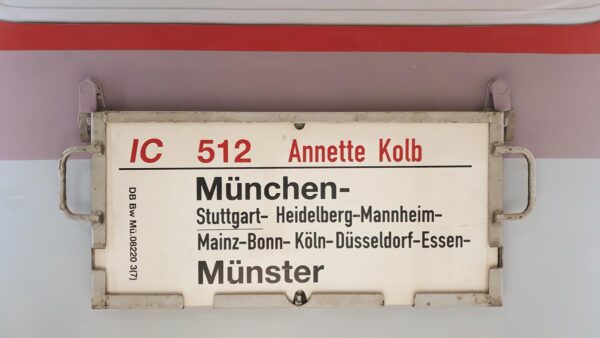 IC 512 Annette Kolb
München-
Stuttgart- Heidelberg-Mannheim-
Mainz-Bonn- Köln-Düsseldorf-Essen-
Münster
DB Bw Mü.08220 3(7)